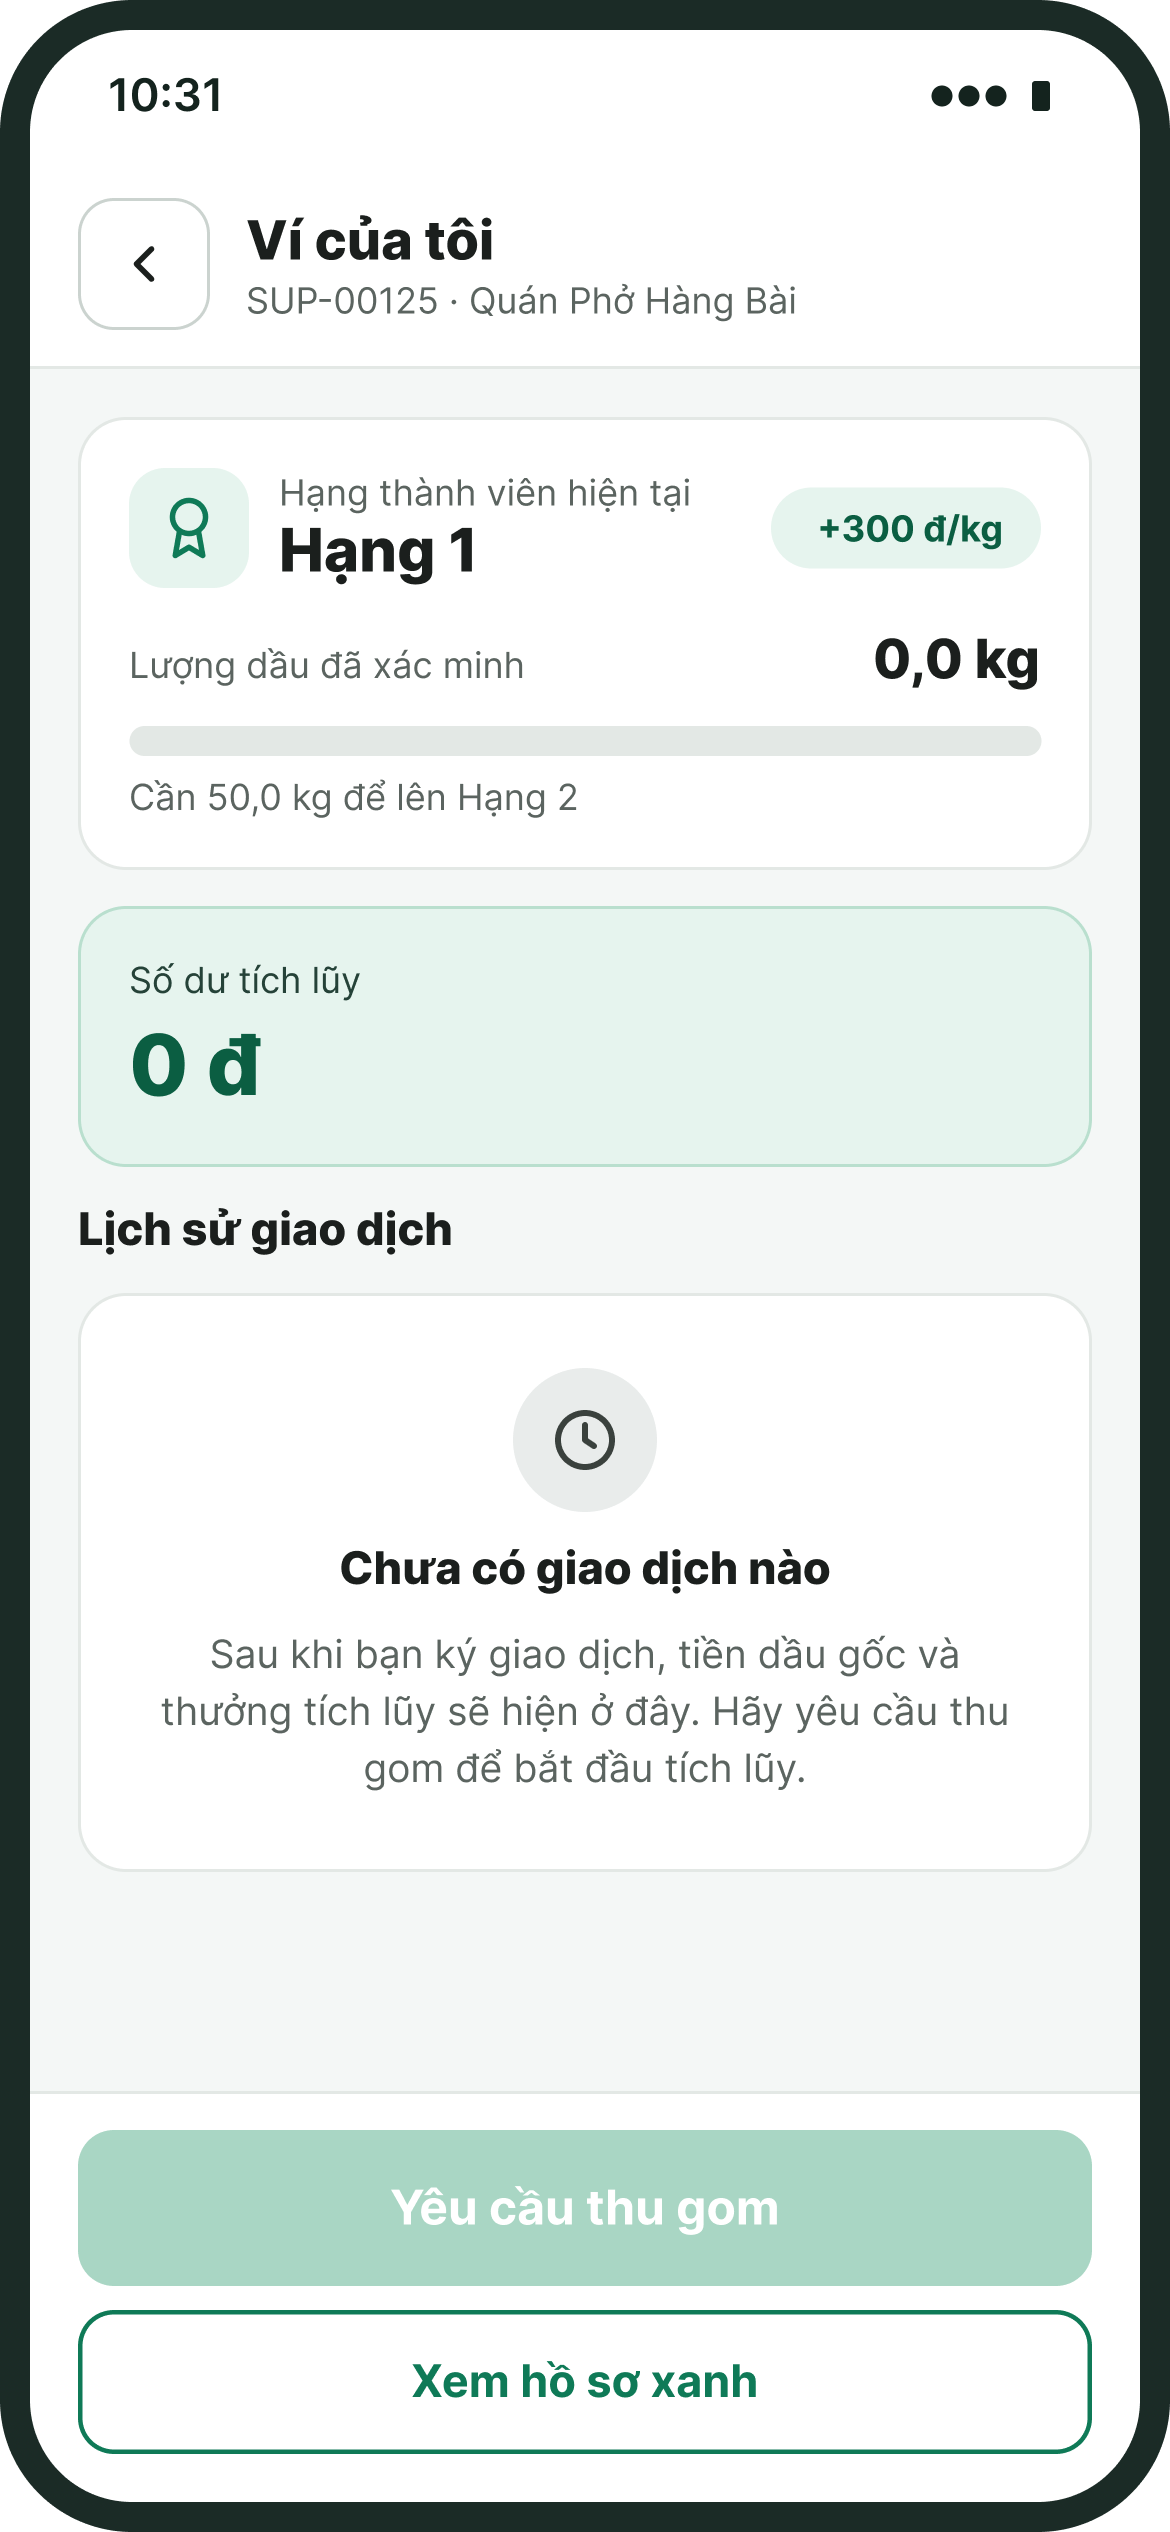 10:31
Ví của tôi
SUP-00125 · Quán Phở Hàng Bài
Hạng thành viên hiện tại
Hạng 1
+300 đ/kg
Lượng dầu đã xác minh
0,0 kg
Cần 50,0 kg để lên Hạng 2
Số dư tích lũy
0 đ
Lịch sử giao dịch
Chưa có giao dịch nào
Sau khi bạn ký giao dịch, tiền dầu gốc và
thưởng tích lũy sẽ hiện ở đây. Hãy yêu cầu thu
gom để bắt đầu tích lũy.
Yêu cầu thu gom
Xem hồ sơ xanh